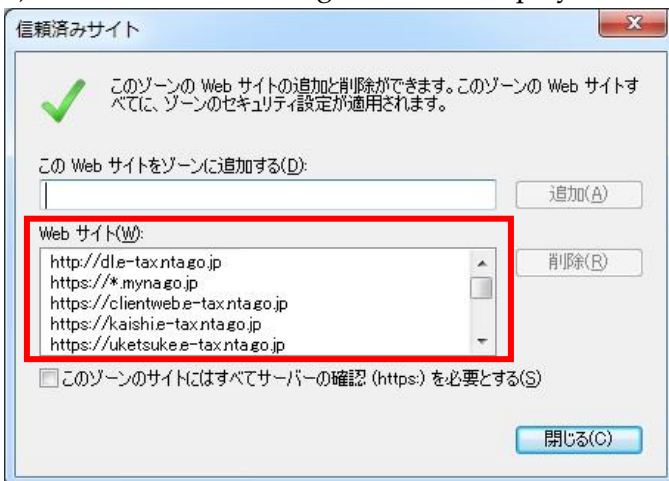 信頼済みサイト
このゾーンの Web サイトの追加と削除ができます。このゾーンの Web サイトす
べてに、ゾーンのセキュリティ設定が適用されます。
この Web サイトをゾーンに追加する(D):
追加(A)
Web サイト(W):
http://dl.e-tax.nta.go.jp
https://*.myna.go.jp
https://clientweb.e-tax.nta.go.jp
https://kaishi.e-tax.nta.go.jp
https://uketsuke.e-tax.nta.go.jp
削除(R)
このゾーンのサイトにはすべてサーバーの確認 (https:) を必要とする(S)
閉じる(C)